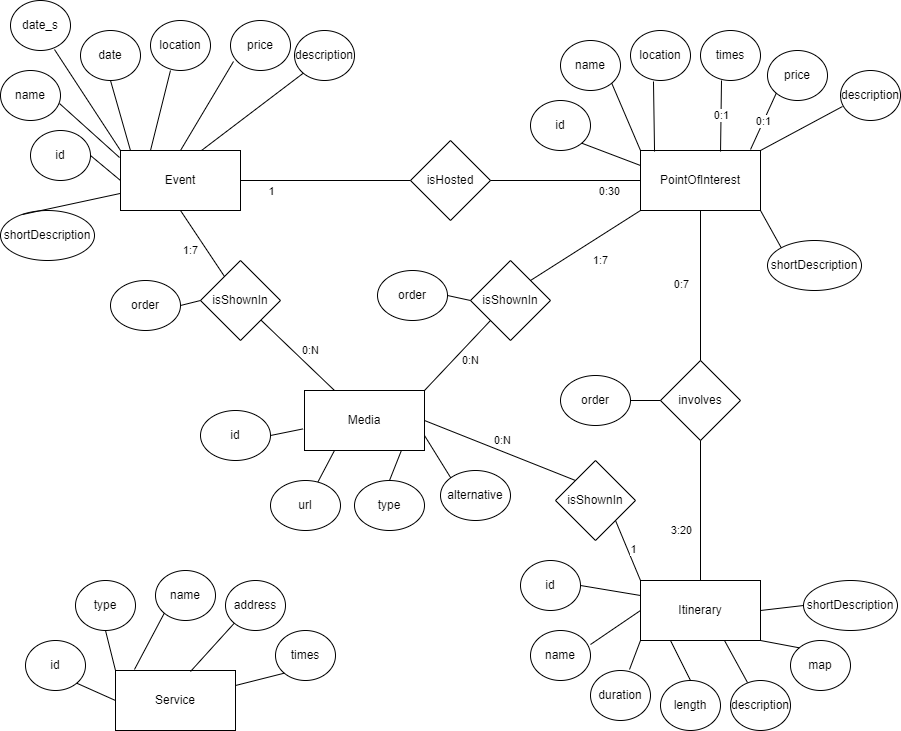 date_s
date
location
price
description
name
id
shortDescription
Event
name
location
times
price
description
id
0:1
0:1
PointOfInterest
isHosted
1
0:30
shortDescription
1:7
1:7
0:7
order
isShownIn
order
isShownIn
0:N
0:N
order
involves
Media
id
url
type
alternative
0:N
isShownIn
1
3:20
id
name
duration
length
description
map
shortDescription
Itinerary
type
name
address
id
times
Service